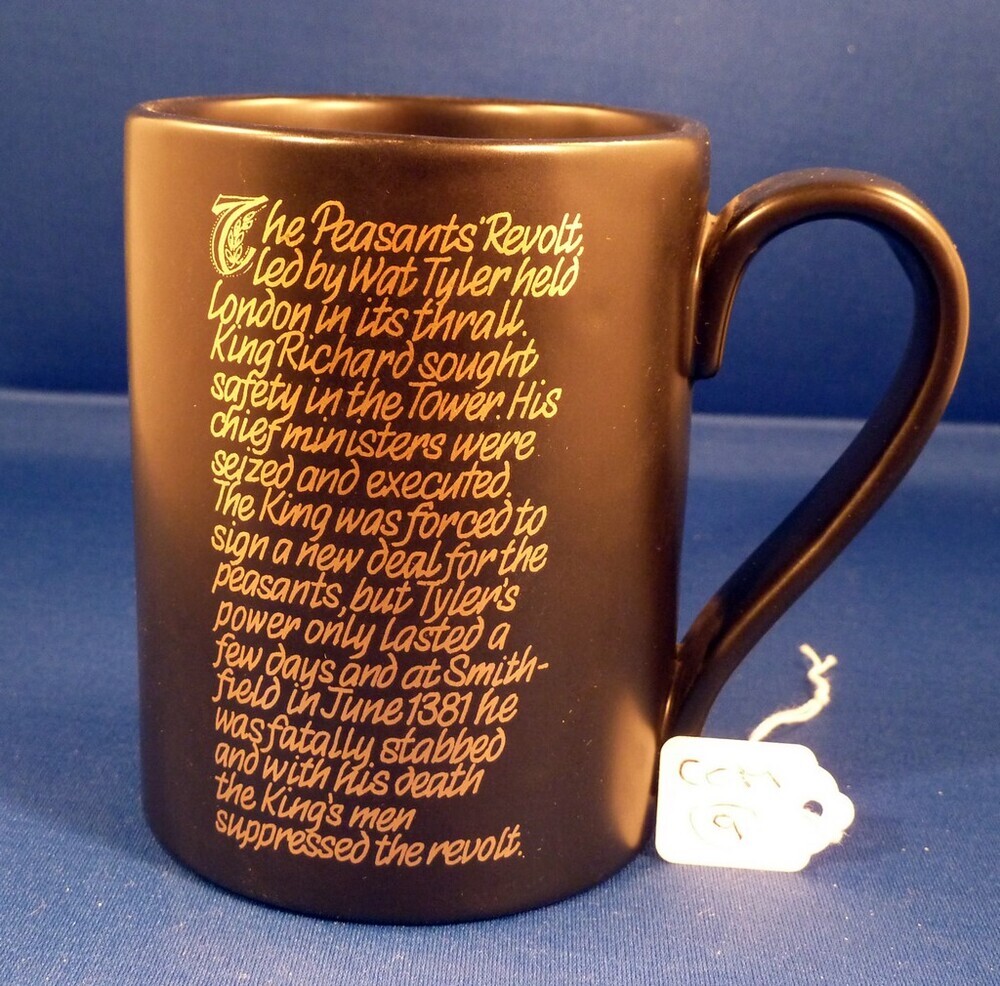 The Peasants' Revolt,
led by Wat Tyler held
London in its thrall.
King Richard sought
safety in the Tower. His
chief ministers were
seized and executed.
The King was forced to
sign a new deal for the
peasants, but Tyler's
power only lasted a
few days and at Smith-
field in June 1381 he
was fatally stabbed
and with his death
the King's men
suppressed the revolt.
CCM
9